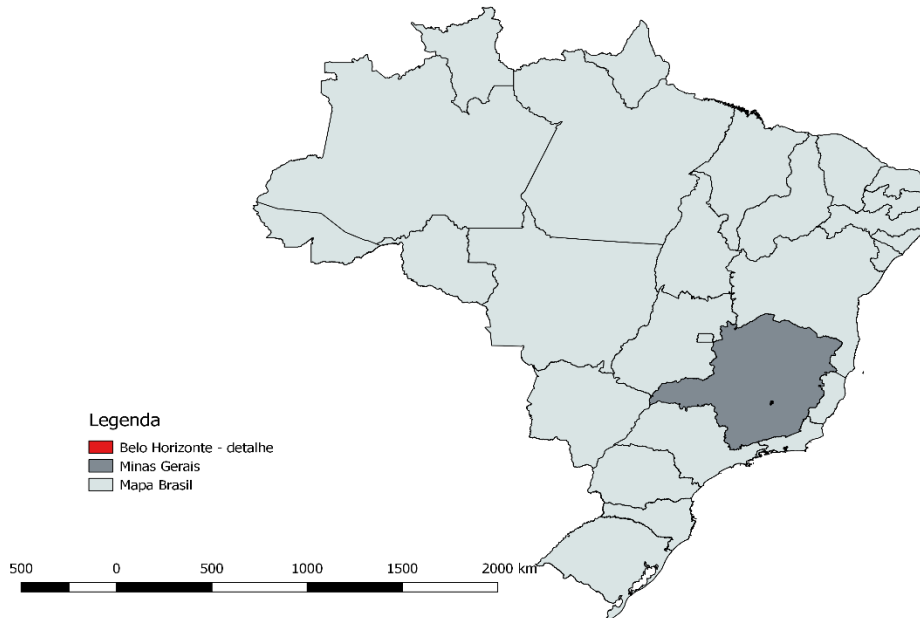 Legenda
Belo Horizonte - detalhe
Minas Gerais
Mapa Brasil
500 0 500 1000 1500 2000 km